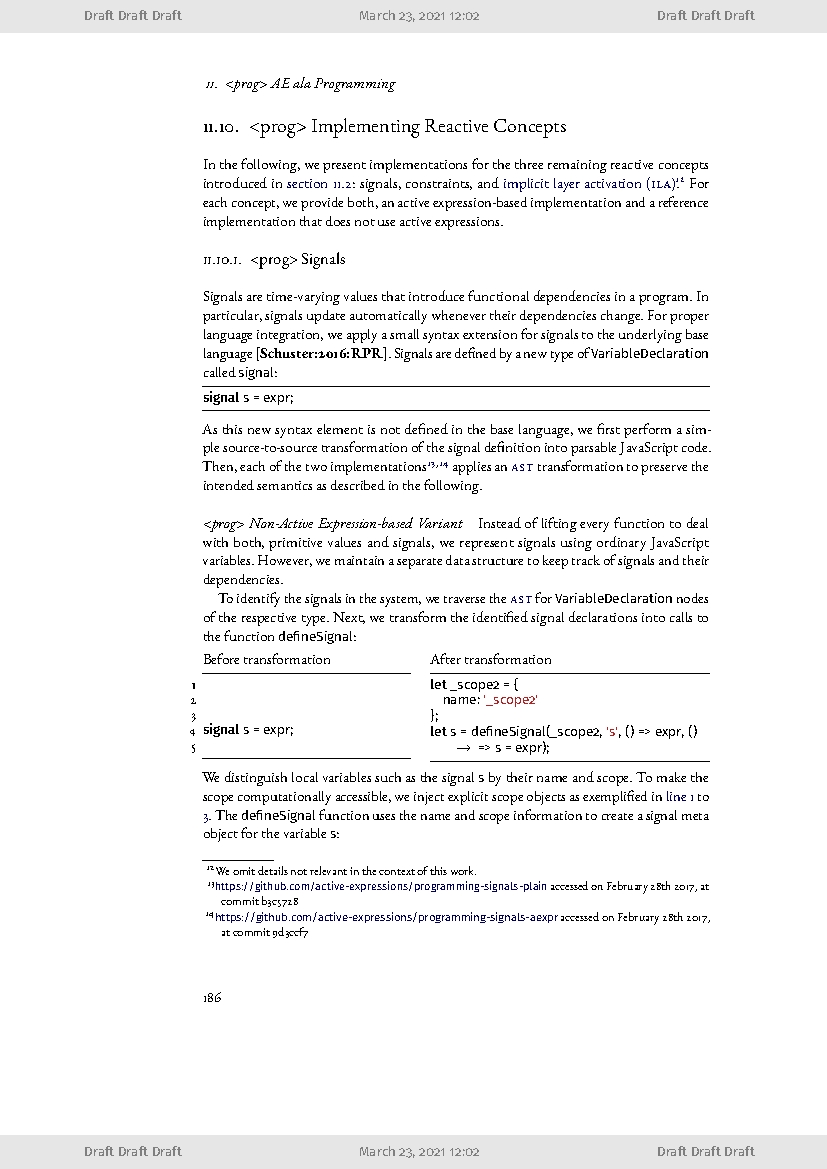 Draft Draft Draft March 23, 2021 12:02 Draft Draft Draft
11. <prog> AE ala Programming
11.10. <prog> Implementing Reactive Concepts
In the following, we present implementations for the three remaining reactive concepts
introduced in section 11.2: signals, constraints, and implicit layer activation (ILA).¹² For
each concept, we provide both, an active expression-based implementation and a reference
implementation that does not use active expressions.
11.10.1. <prog> Signals
Signals are time-varying values that introduce functional dependencies in a program. In
particular, signals update automatically whenever their dependencies change. For proper
language integration, we apply a small syntax extension for signals to the underlying base
language [Schuster:2016:RPR]. Signals are defined by a new type of VariableDeclaration
called signal:
signal s = expr;
As this new syntax element is not defined in the base language, we first perform a sim-
ple source-to-source transformation of the signal definition into parsable JavaScript code.
Then, each of the two implementations¹³,¹⁴ applies an AST transformation to preserve the
intended semantics as described in the following.
<prog> Non-Active Expression-based Variant Instead of lifting every function to deal
with both, primitive values and signals, we represent signals using ordinary JavaScript
variables. However, we maintain a separate data structure to keep track of signals and their
dependencies.
To identify the signals in the system, we traverse the AST for VariableDeclaration nodes
of the respective type. Next, we transform the identified signal declarations into calls to
the function defineSignal:
Before transformation After transformation
1 let _scope2 = {
2 name: '_scope2'
3 };
4 signal s = expr; let s = defineSignal(_scope2, 's', () => expr, ()
5 → => s = expr);
We distinguish local variables such as the signal s by their name and scope. To make the
scope computationally accessible, we inject explicit scope objects as exemplified in line 1 to
3. The defineSignal function uses the name and scope information to create a signal meta
object for the variable s:
¹²We omit details not relevant in the context of this work.
¹³https://github.com/active-expressions/programming-signals-plain accessed on February 28th 2017, at
commit b3c5728
¹⁴https://github.com/active-expressions/programming-signals-aexpr accessed on February 28th 2017,
at commit 9d3ccf7
186
Draft Draft Draft March 23, 2021 12:02 Draft Draft Draft